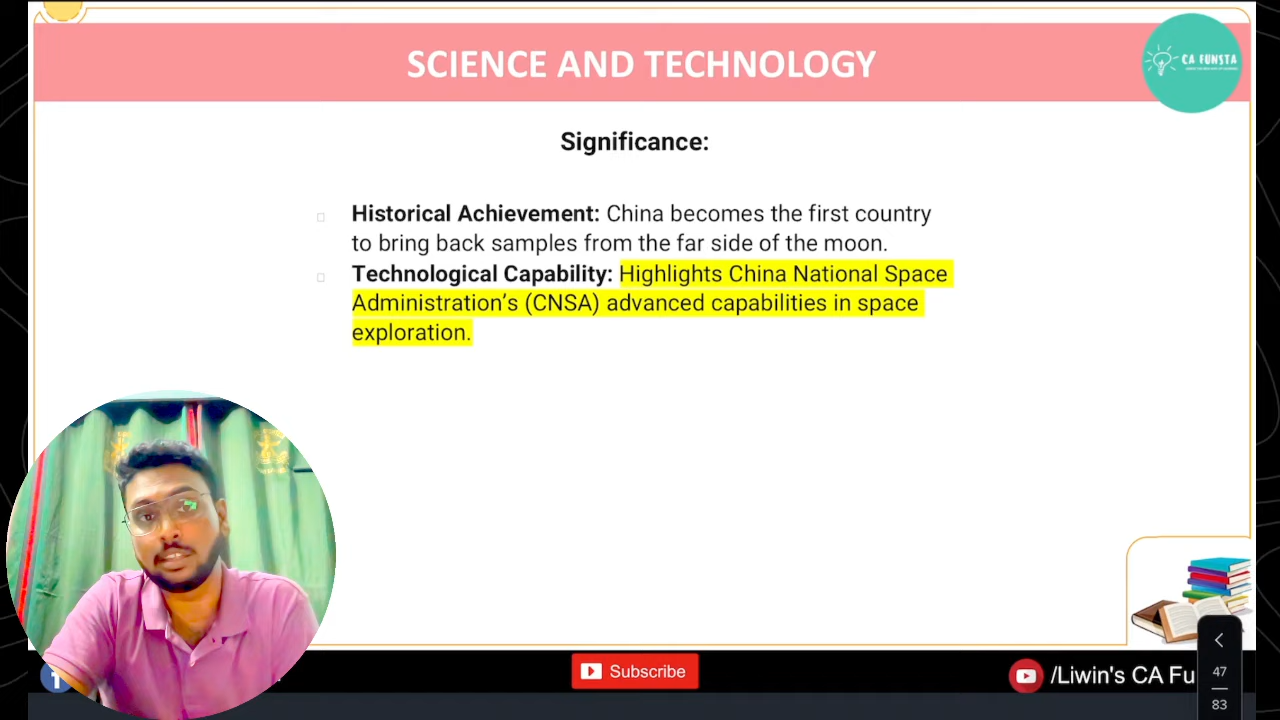 SCIENCE AND TECHNOLOGY
CA FUNSTA
Significance:
Historical Achievement: China becomes the first country
to bring back samples from the far side of the moon.
Technological Capability: Highlights China National Space
Administration’s (CNSA) advanced capabilities in space
exploration.
Subscribe
/Liwin's CA Fu
47
83